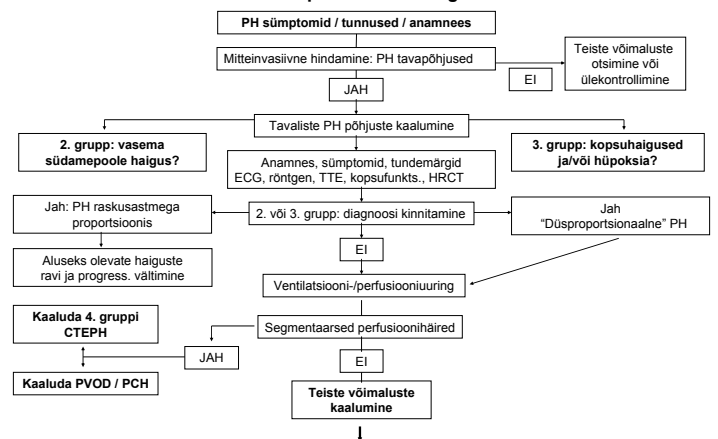 PH sümptomid / tunnused / anamnees
Mitteinvasiivne hindamine: PH tavapõhjused
Teiste võimaluste
otsimine või
ülekontrollimine
EI
JAH
Tavaliste PH põhjuste kaalumine
2. grupp: vasema
südamepoole haigus?
3. grupp: kopsuhaigused
ja/või hüpoksia?
Anamnes, sümptomid, tundemärgid
ECG, röntgen, TTE, kopsufunkts., HRCT
Jah: PH raskusastmega
proportsioonis
2. või 3. grupp: diagnoosi kinnitamine
Jah
“Düsproportsionaalne” PH
EI
Aluseks olevate haiguste
ravi ja progress. vältimine
Ventilatsiooni-/perfusiooniuuring
Kaaluda 4. gruppi
CTEPH
Segmentaarsed perfusioonihäired
JAH
EI
Kaaluda PVOD / PCH
Teiste võimaluste
kaalumine